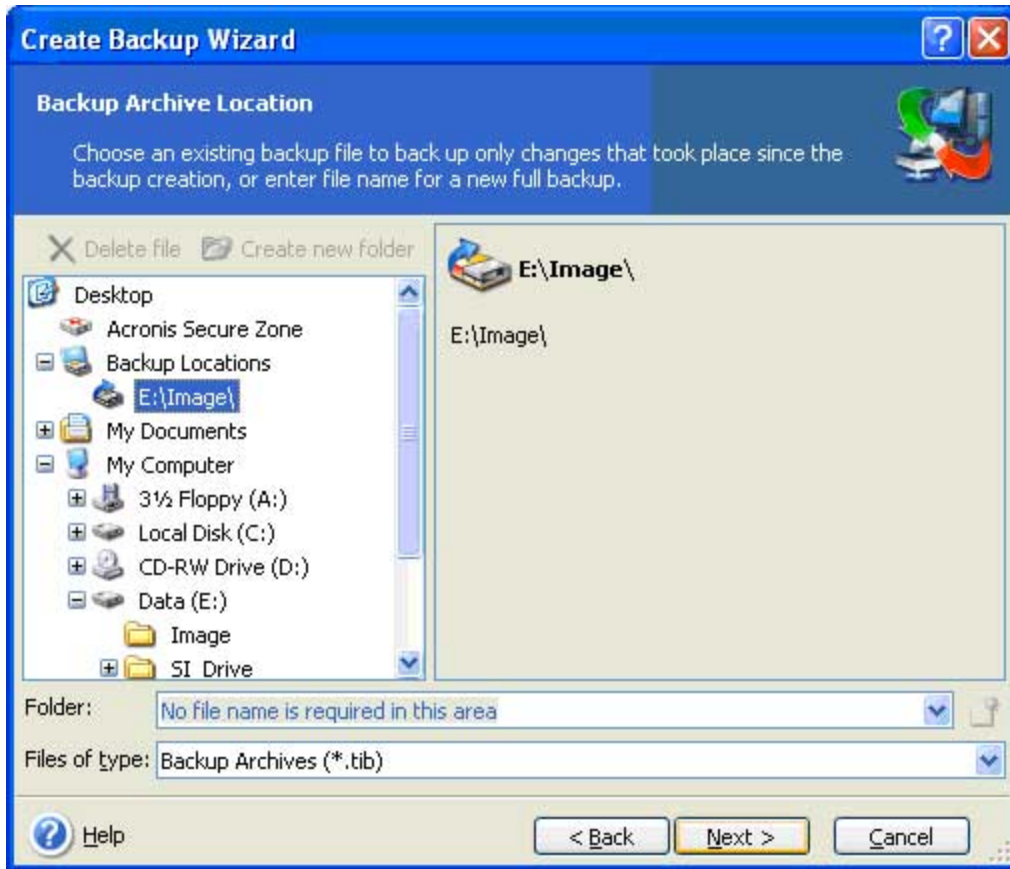 Create Backup Wizard
Backup Archive Location
Choose an existing backup file to back up only changes that took place since the
backup creation, or enter file name for a new full backup.
Delete file Create new folder
Desktop
Acronis Secure Zone
Backup Locations
E:\Image\
My Documents
My Computer
3½ Floppy (A:)
Local Disk (C:)
CD-RW Drive (D:)
Data (E:)
Image
SI_Drive
E:\Image\
E:\Image\
Folder: No file name is required in this area
Files of type: Backup Archives (*.tib)
Help
< Back Next > Cancel